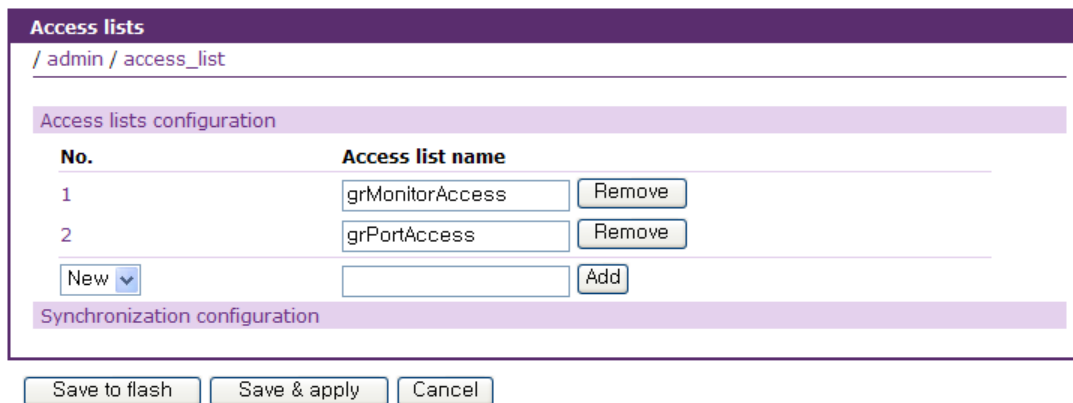 Access lists
/ admin / access_list
Access lists configuration
No. Access list name
1 grMonitorAccess Remove
2 grPortAccess Remove
New Add
Synchronization configuration
Save to flash Save & apply Cancel